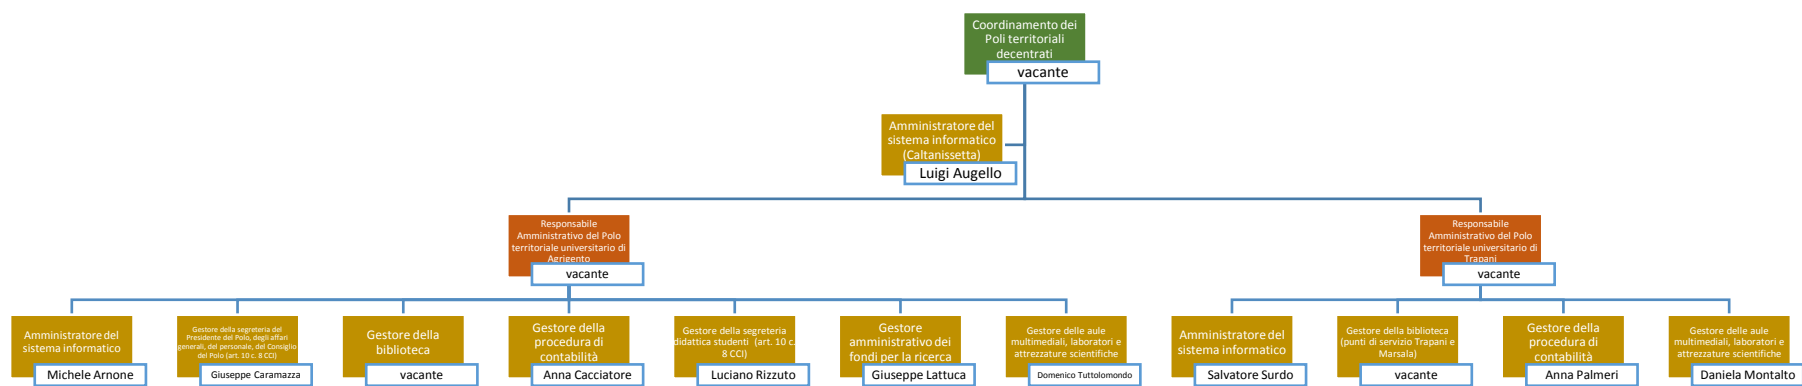 Coordinamento dei
Poli territoriali
decentrati
vacante
Amministratore del
sistema informatico
(Caltanissetta)
Luigi Augello
Responsabile
Amministrativo del Polo
territoriale universitario di
Agrigento
vacante
Responsabile
Amministrativo del Polo
territoriale universitario di
Trapani
vacante
Amministratore del
sistema informatico
Michele Arnone
Gestore della segreteria del
Presidente del Polo, degli affari
generali, del personale, del Consiglio
del Polo (art. 10 c. 8 CCI)
Giuseppe Caramazza
Gestore della
biblioteca
vacante
Gestore della
procedura di
contabilità
Anna Cacciatore
Gestore della segreteria
didattica studenti (art. 10 c.
8 CCI)
Luciano Rizzuto
Gestore
amministrativo dei
fondi per la ricerca
Giuseppe Lattuca
Gestore delle aule
multimediali, laboratori e
attrezzature scientifiche
Domenico Tuttolomondo
Amministratore del
sistema informatico
Salvatore Surdo
Gestore della biblioteca
(punti di servizio Trapani e
Marsala)
vacante
Gestore della
procedura di
contabilità
Anna Palmeri
Gestore delle aule
multimediali, laboratori e
attrezzature scientifiche
Daniela Montalto